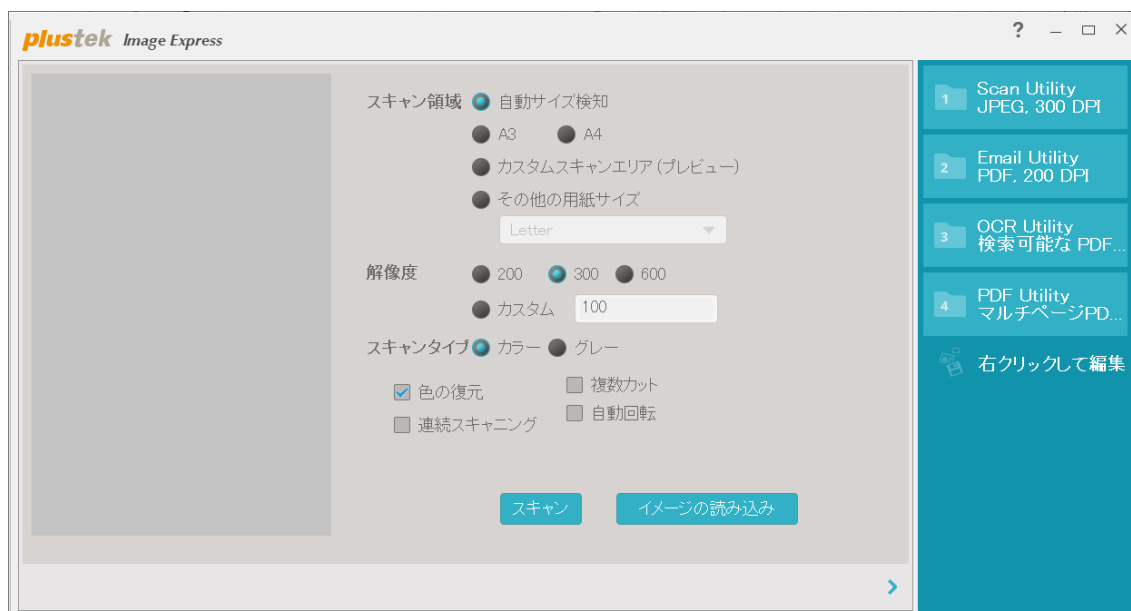 plustek Image Express
?
スキャン領域 自動サイズ検知
A3 A4
カスタムスキャンエリア (プレビュー)
その他の用紙サイズ
Letter
解像度 200 300 600
カスタム 100
スキャンタイプ カラー グレー
色の復元 複数カット
連続スキャニング 自動回転
スキャン イメージの読み込み
1 Scan Utility
JPEG, 300 DPI
2 Email Utility
PDF, 200 DPI
3 OCR Utility
検索可能な PDF...
4 PDF Utility
マルチページPD...
右クリックして編集